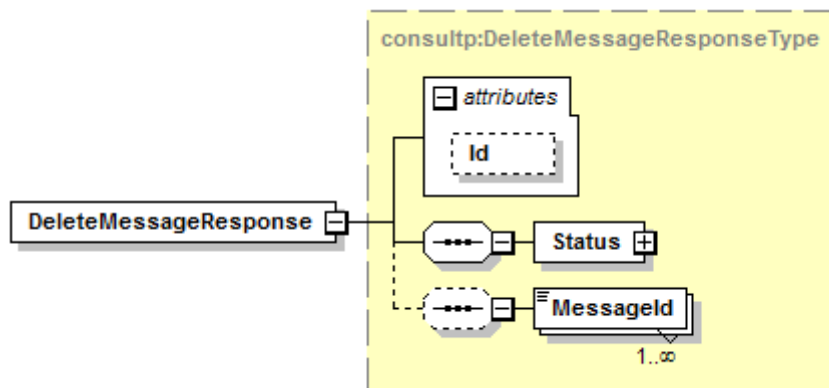 consultp:DeleteMessageResponseType
attributes
Id
DeleteMessageResponse
Status
MessageId
1..∞